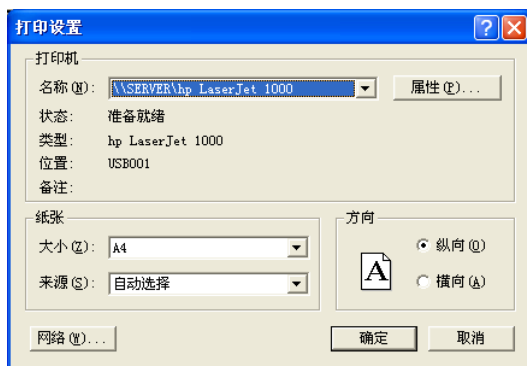 打印设置
打印机
名称(N): \\SERVER\hp LaserJet 1000 属性(P)...
状态: 准备就绪
类型: hp LaserJet 1000
位置: USB001
备注:
纸张 方向
大小(Z): A4 纵向(O)
A
来源(S): 自动选择 横向(A)
网络(W)... 确定 取消